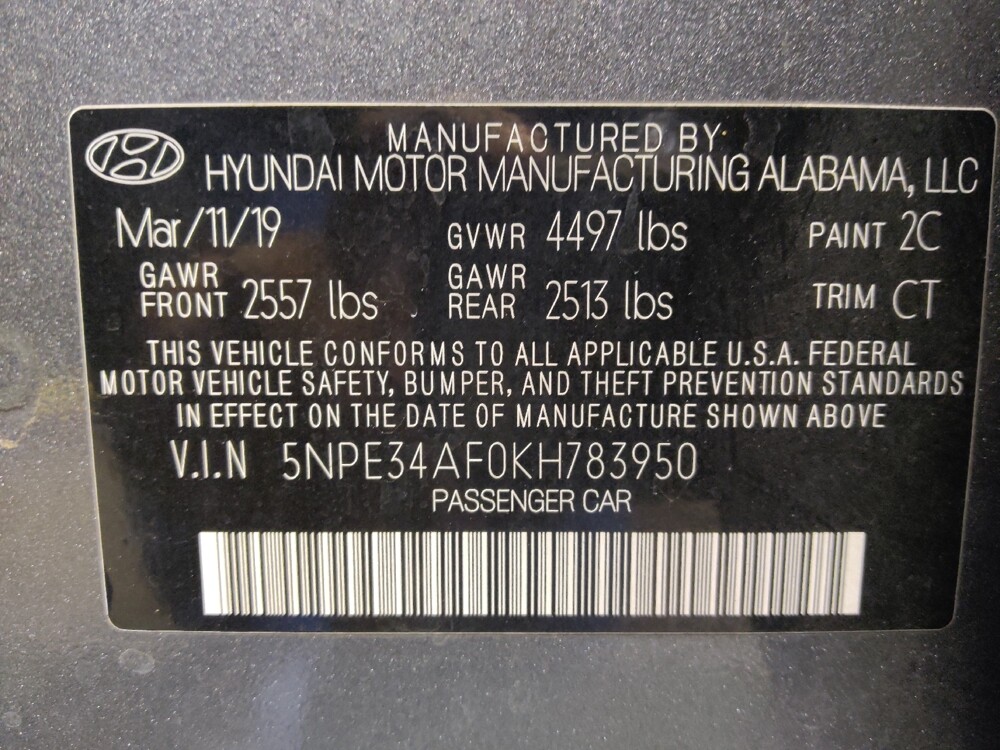 MANUFACTURED BY
HYUNDAI MOTOR MANUFACTURING ALABAMA, LLC
Mar/11/19 GVWR 4497 lbs PAINT 2C
GAWR FRONT 2557 lbs GAWR REAR 2513 lbs TRIM CT
THIS VEHICLE CONFORMS TO ALL APPLICABLE U.S.A. FEDERAL
MOTOR VEHICLE SAFETY, BUMPER, AND THEFT PREVENTION STANDARDS
IN EFFECT ON THE DATE OF MANUFACTURE SHOWN ABOVE
V.I.N 5NPE34AF0KH783950
PASSENGER CAR